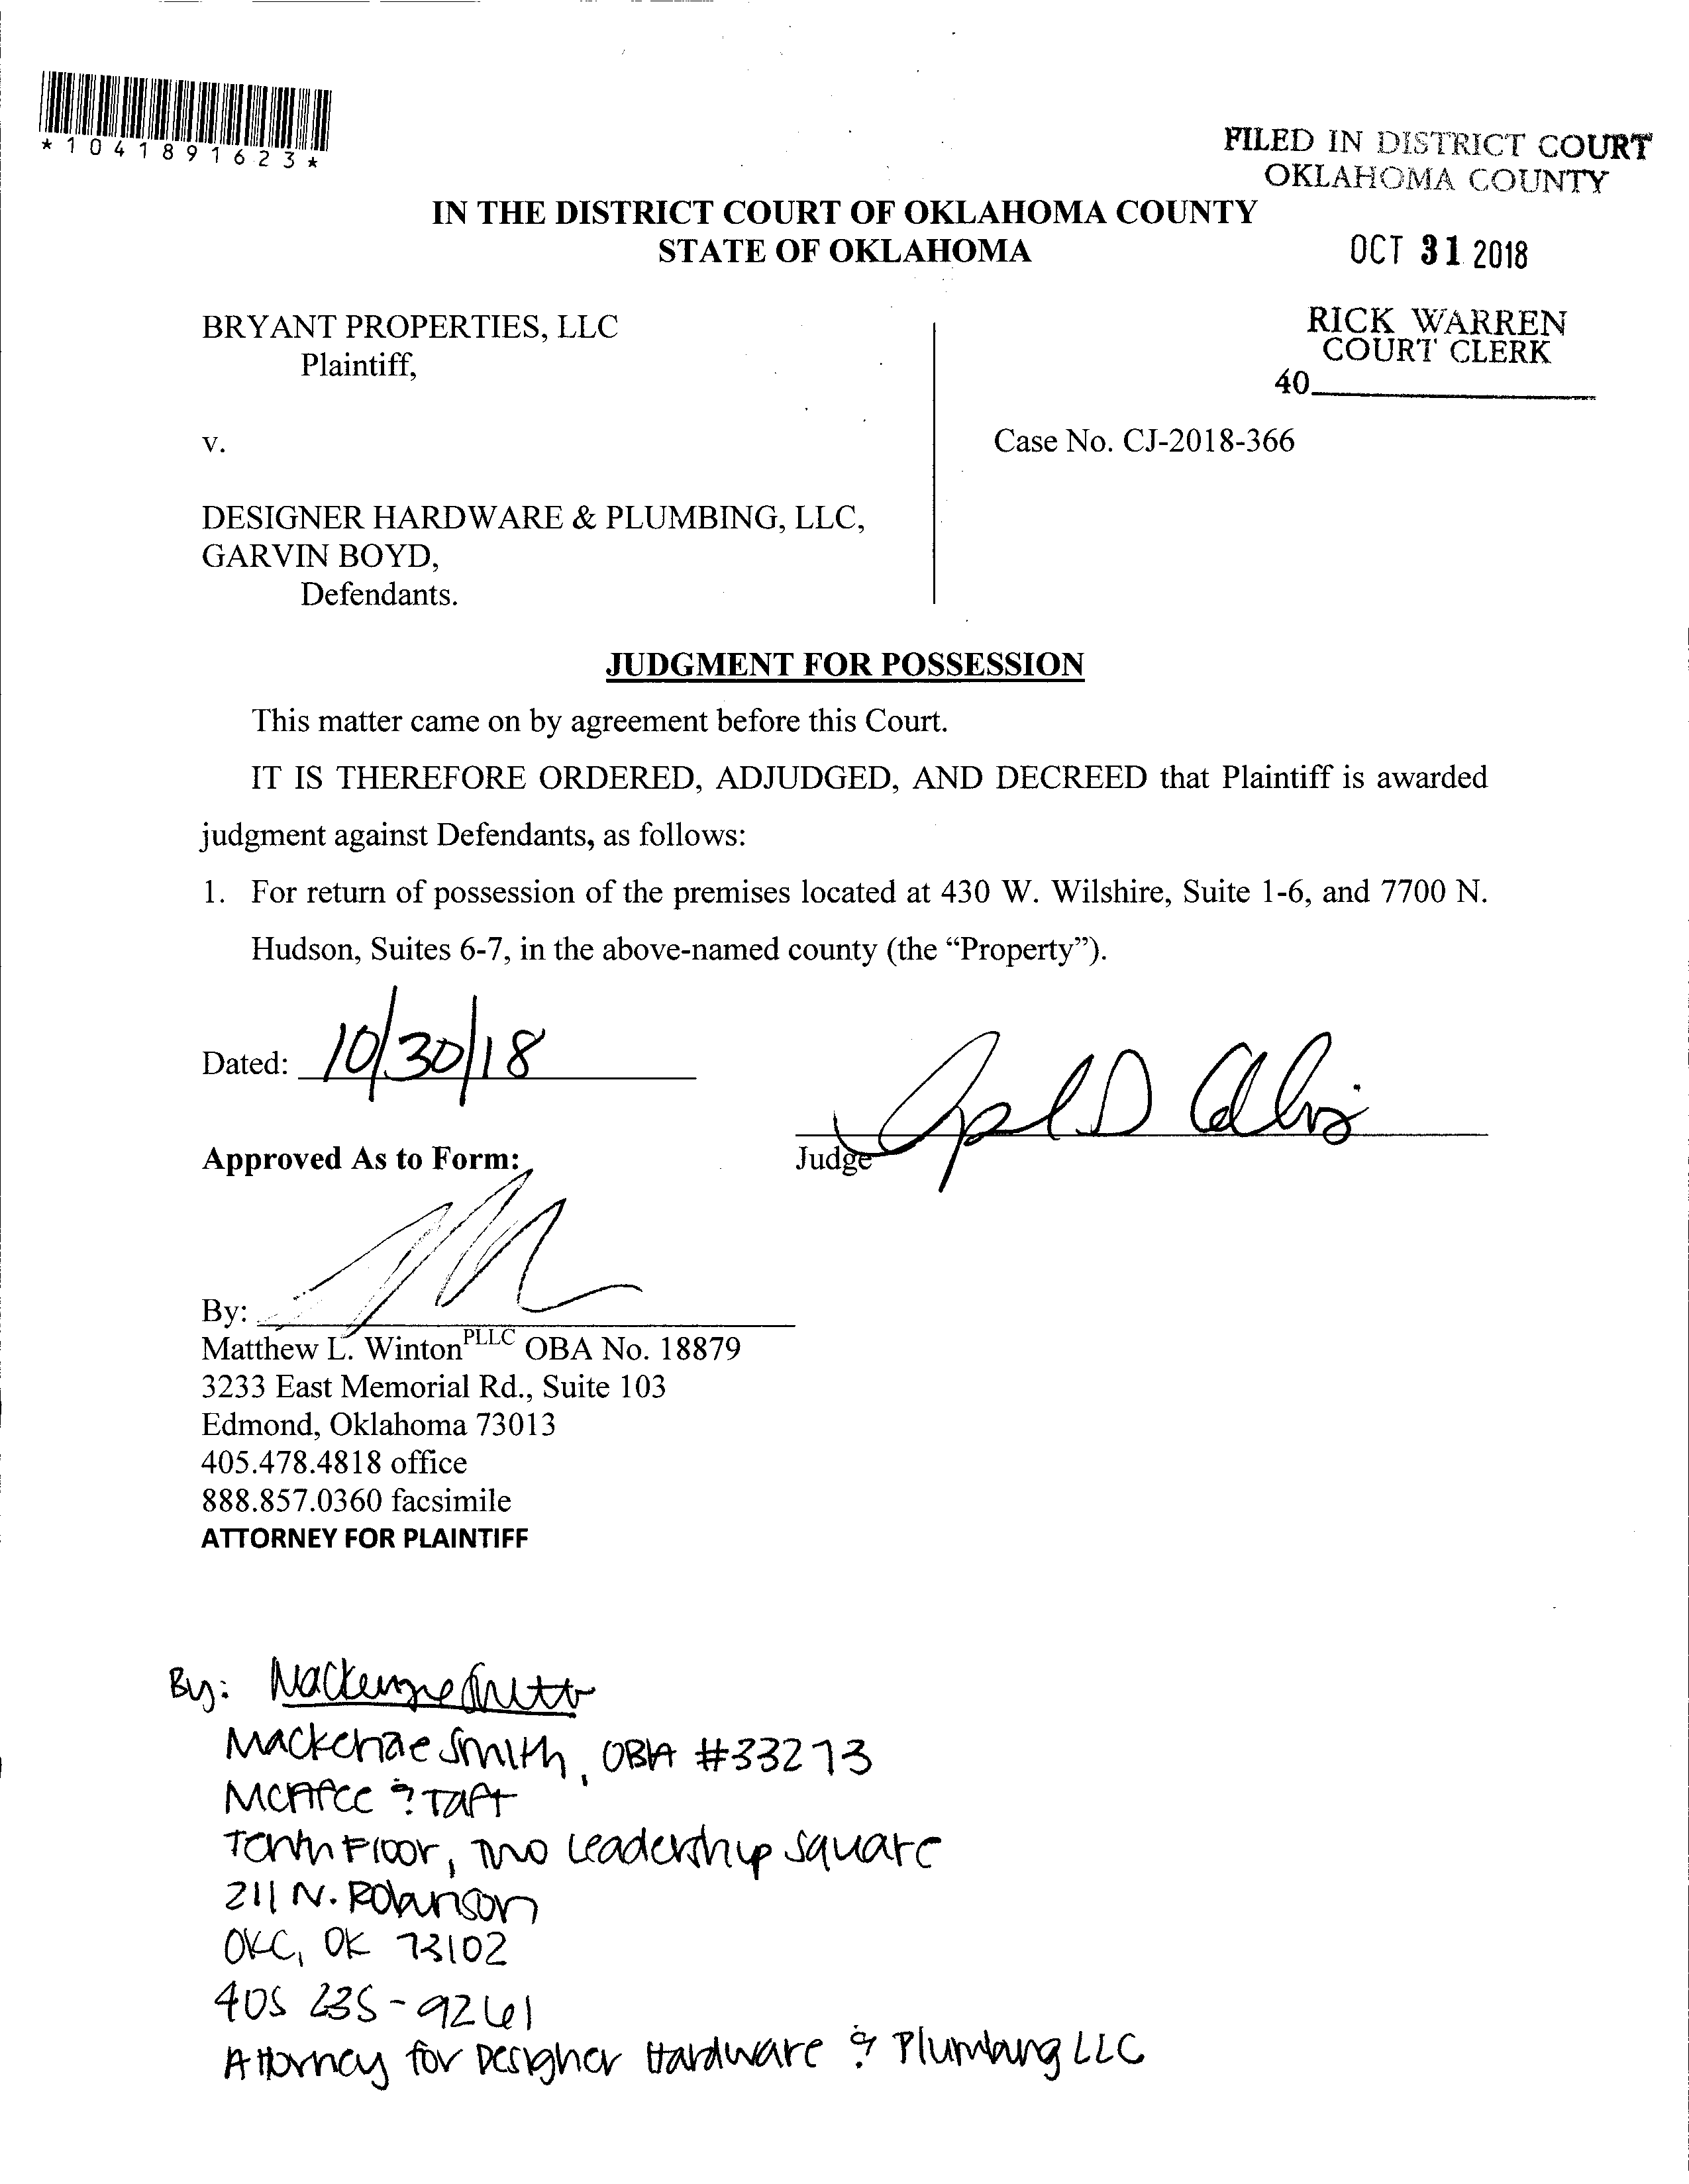 *1041891623*
FILED IN DISTRICT COURT
OKLAHOMA COUNTY
IN THE DISTRICT COURT OF OKLAHOMA COUNTY
STATE OF OKLAHOMA
OCT 31 2018
RICK WARREN
COURT CLERK
40
BRYANT PROPERTIES, LLC
Plaintiff,
v.
Case No. CJ-2018-366
DESIGNER HARDWARE & PLUMBING, LLC,
GARVIN BOYD,
Defendants.
JUDGMENT FOR POSSESSION
This matter came on by agreement before this Court.
IT IS THEREFORE ORDERED, ADJUDGED, AND DECREED that Plaintiff is awarded
judgment against Defendants, as follows:
1. For return of possession of the premises located at 430 W. Wilshire, Suite 1-6, and 7700 N.
Hudson, Suites 6-7, in the above-named county (the “Property”).
Dated: 10/30/18
Judge
Approved As to Form:
By:
Matthew L. Winton PLLC OBA No. 18879
3233 East Memorial Rd., Suite 103
Edmond, Oklahoma 73013
405.478.4818 office
888.857.0360 facsimile
ATTORNEY FOR PLAINTIFF
By:
Smith, OBA #33273
McAfee & Taft
Tenth Floor, Two Leadership Square
211 N. Robinson
OKC, OK 73102
405 235-9261
Attorney for Designer Hardware & Plumbing LLC